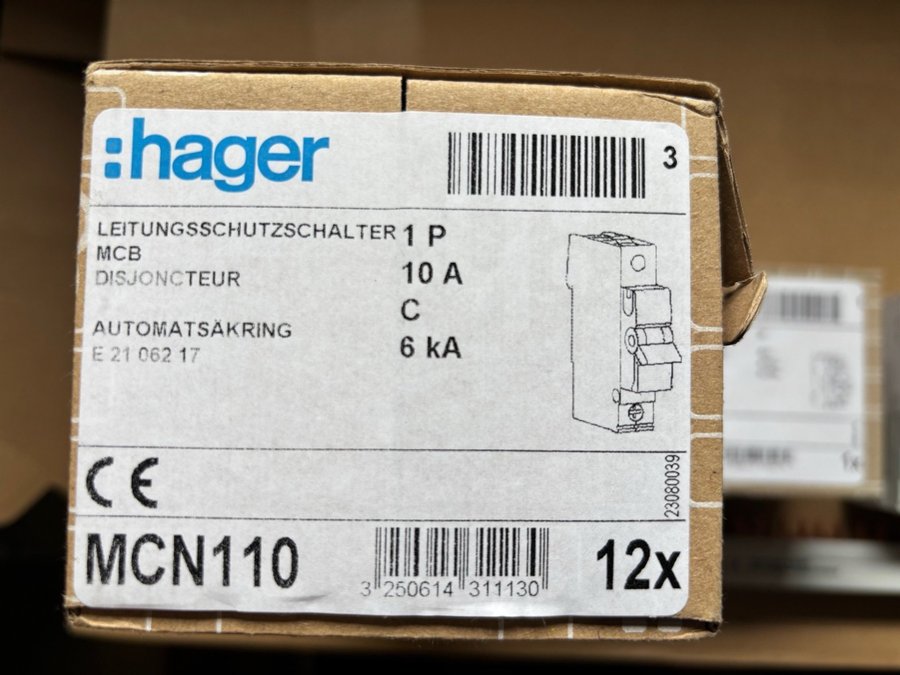 :hager
3
LEITUNGSSCHUTZSCHALTER 1 P
MCB
DISJONCTEUR
10 A
C
AUTOMATSÄKRING
E 21 062 17
6 kA
CE
23080039
MCN110
3 250614 311130
12x
1x